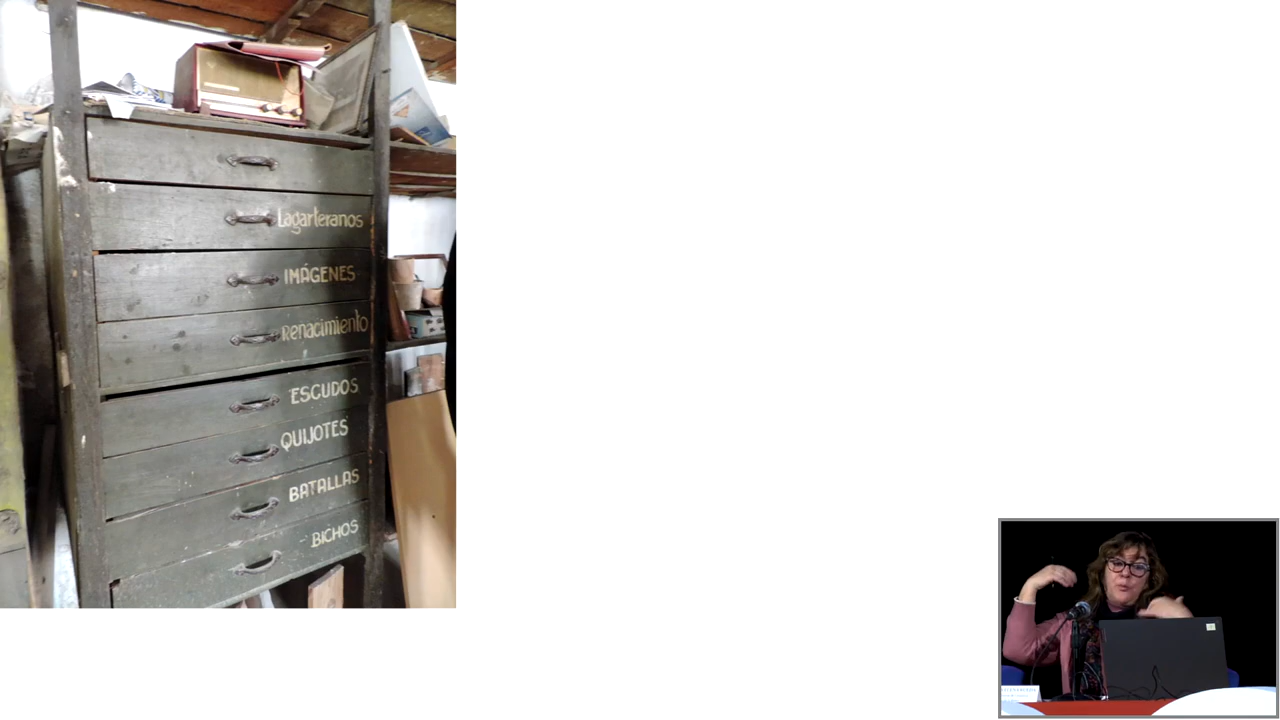 Lagarteranos
IMÁGENES
Renacimiento
ESCUDOS
QUIJOTES
BATALLAS
BICHOS